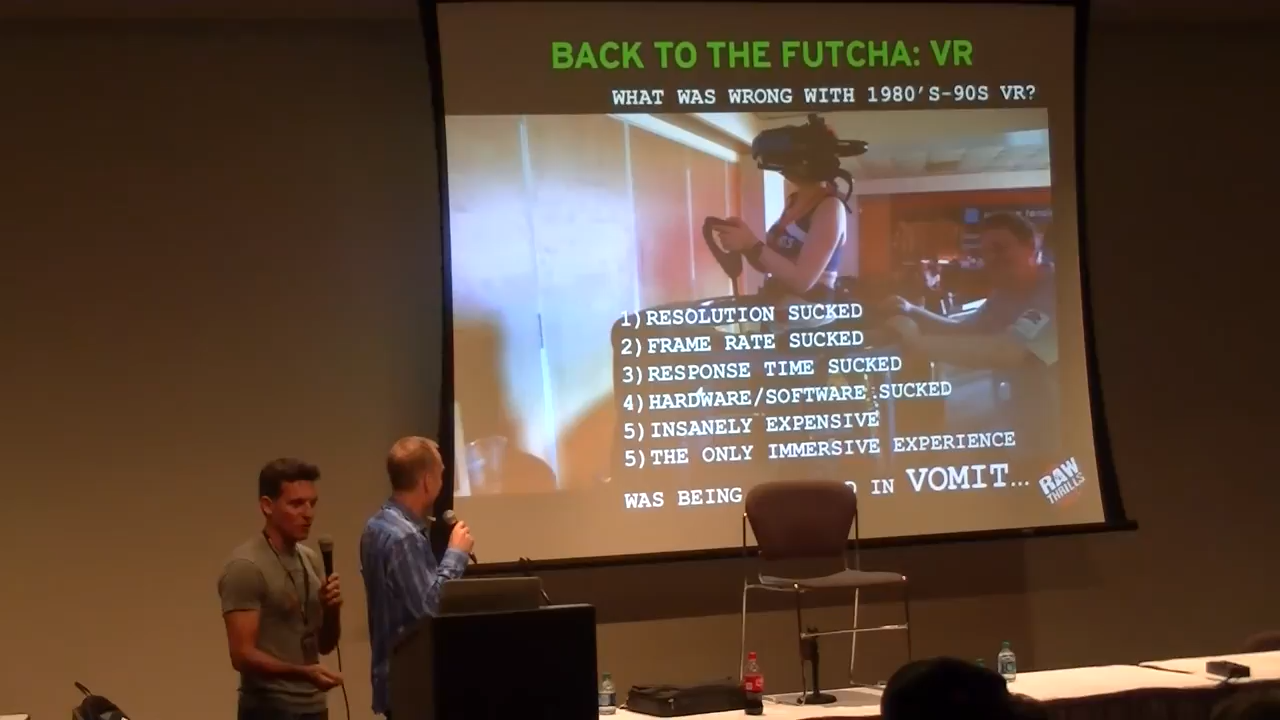 BACK TO THE FUTCHA: VR
WHAT WAS WRONG WITH 1980'S-90S VR?
1) RESOLUTION SUCKED
2) FRAME RATE SUCKED
3) RESPONSE TIME SUCKED
4) HARDWARE/SOFTWARE SUCKED
5) INSANELY EXPENSIVE
5) THE ONLY IMMERSIVE EXPERIENCE
WAS BEING D IN VOMIT...
RAW
THRILLS